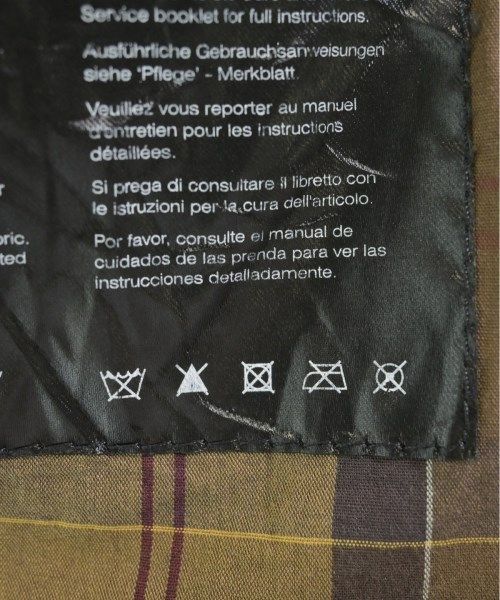 Service booklet for full instructions.
Ausführliche Gebrauchsanweisungen
siehe 'Pflege' - Merkblatt.
Veuillez vous reporter au manuel
d'entretien pour les instructions
détaillées.
Si prega di consultare il libretto con
le istruzioni per la cura dell'articolo.
Por favor, consulte el manual de
cuidados de las prenda para ver las
instrucciones detalladamente.